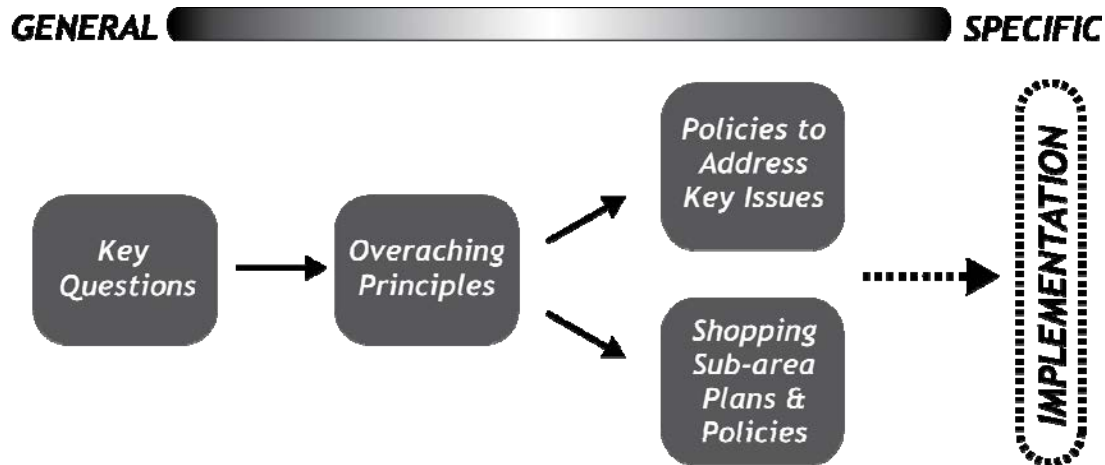 GENERAL
SPECIFIC
Key
Questions
Overaching
Principles
Policies to
Address
Key Issues
Shopping
Sub-area
Plans &
Policies
IMPLEMENTATION